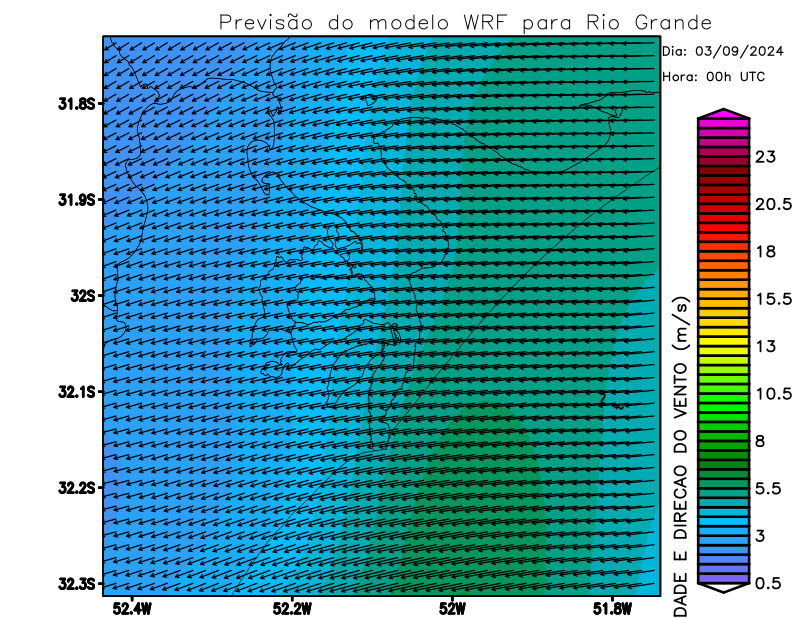 Previsão do modelo WRF para Rio Grande
Dia: 03/09/2024
Hora: 00h UTC
31.8S
31.9S
32S
32.1S
32.2S
32.3S
52.4W
52.2W
52W
51.8W
23
20.5
18
15.5
13
10.5
8
5.5
3
0.5
DADE E DIRECAO DO VENTO (m/s)